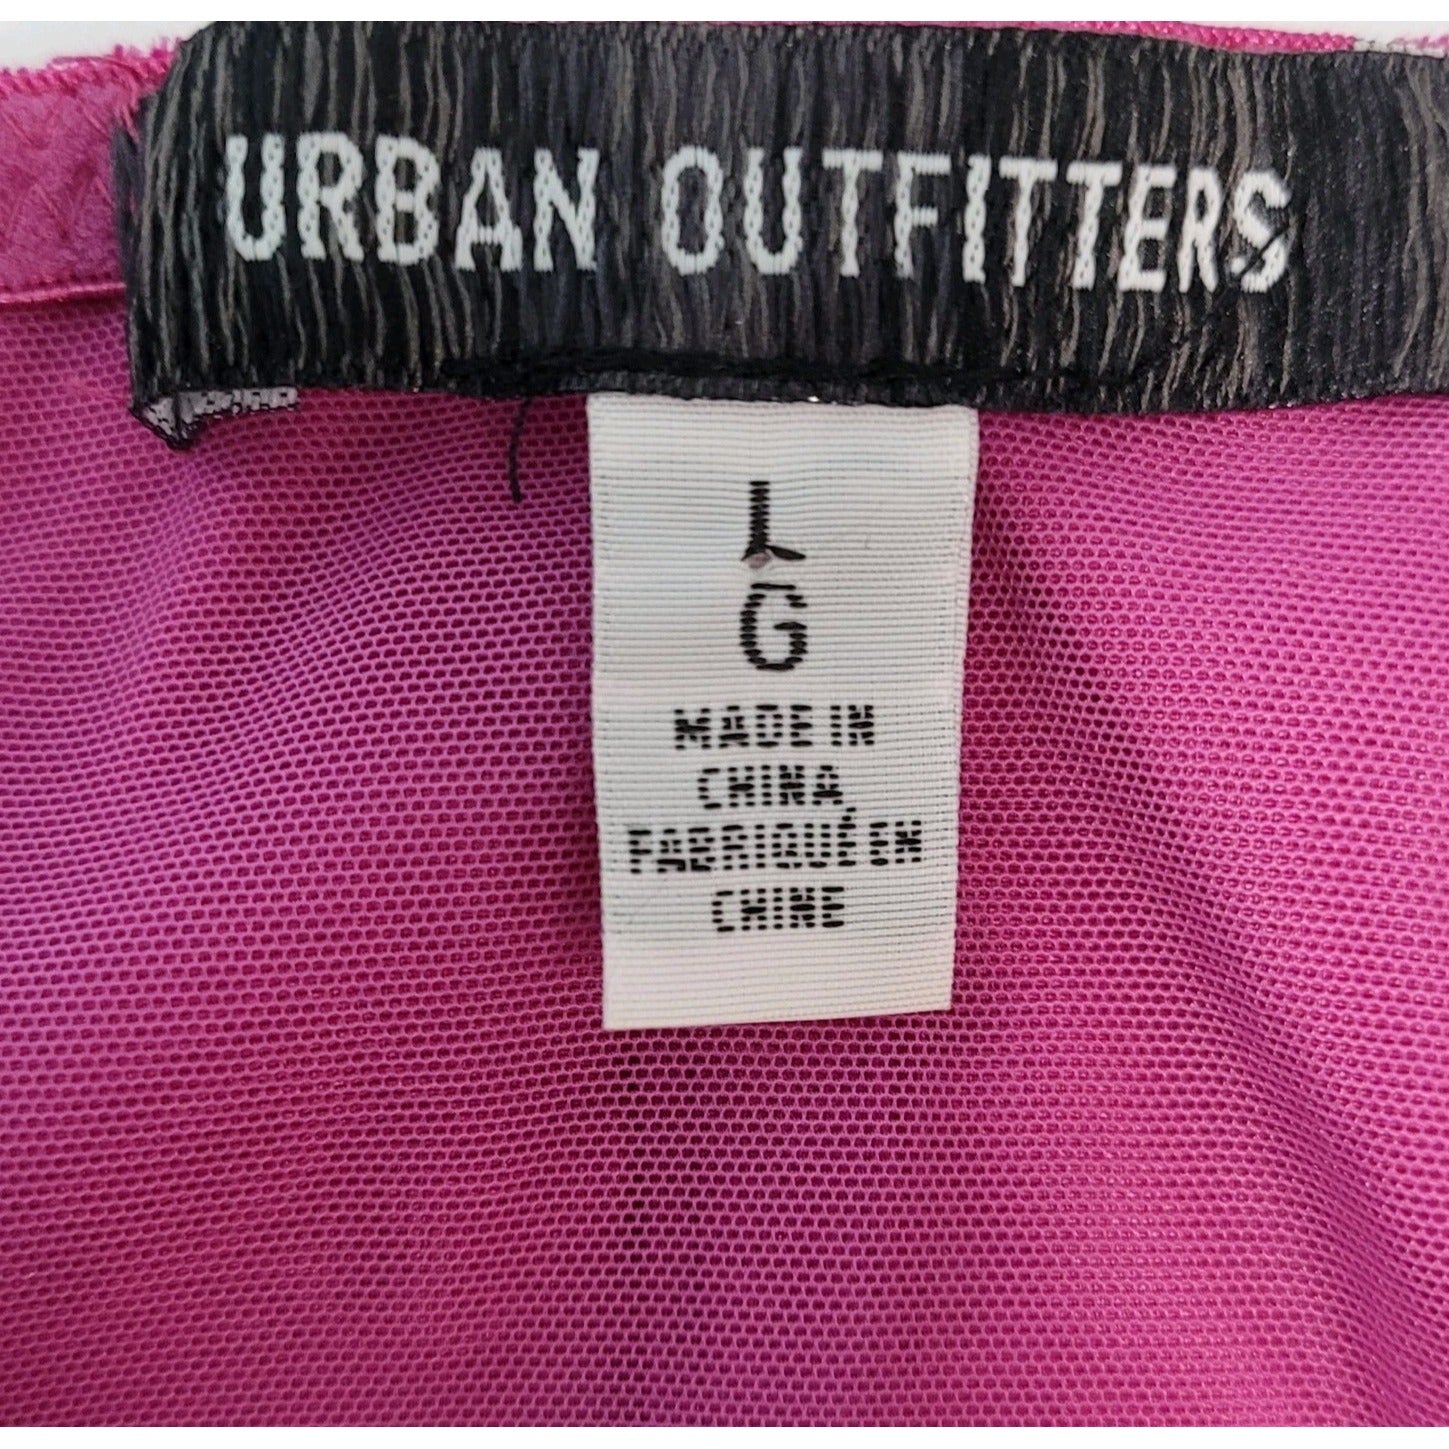 URBAN OUTFITTERS
L
G
MADE IN
CHINA,
FABRIQUÉ EN
CHINE